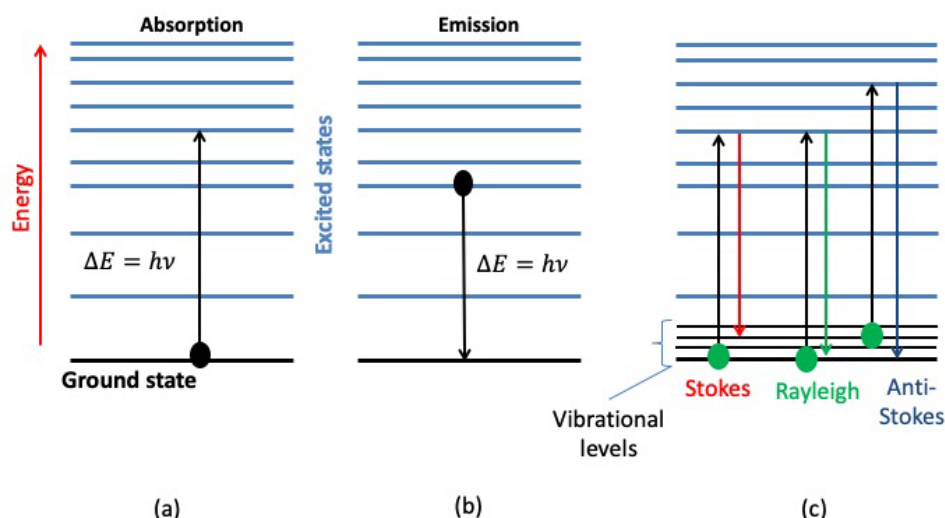 Absorption
Emission
Energy
Excited states
ΔE = hν
ΔE = hν
Ground state
Stokes
Rayleigh
Anti-
Stokes
Vibrational
levels
(a)
(b)
(c)